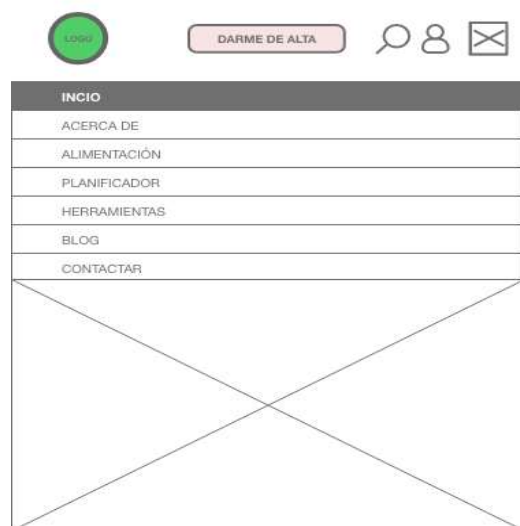 LOGO
DARME DE ALTA
INCIO
ACERCA DE
ALIMENTACIÓN
PLANIFICADOR
HERRAMIENTAS
BLOG
CONTACTAR